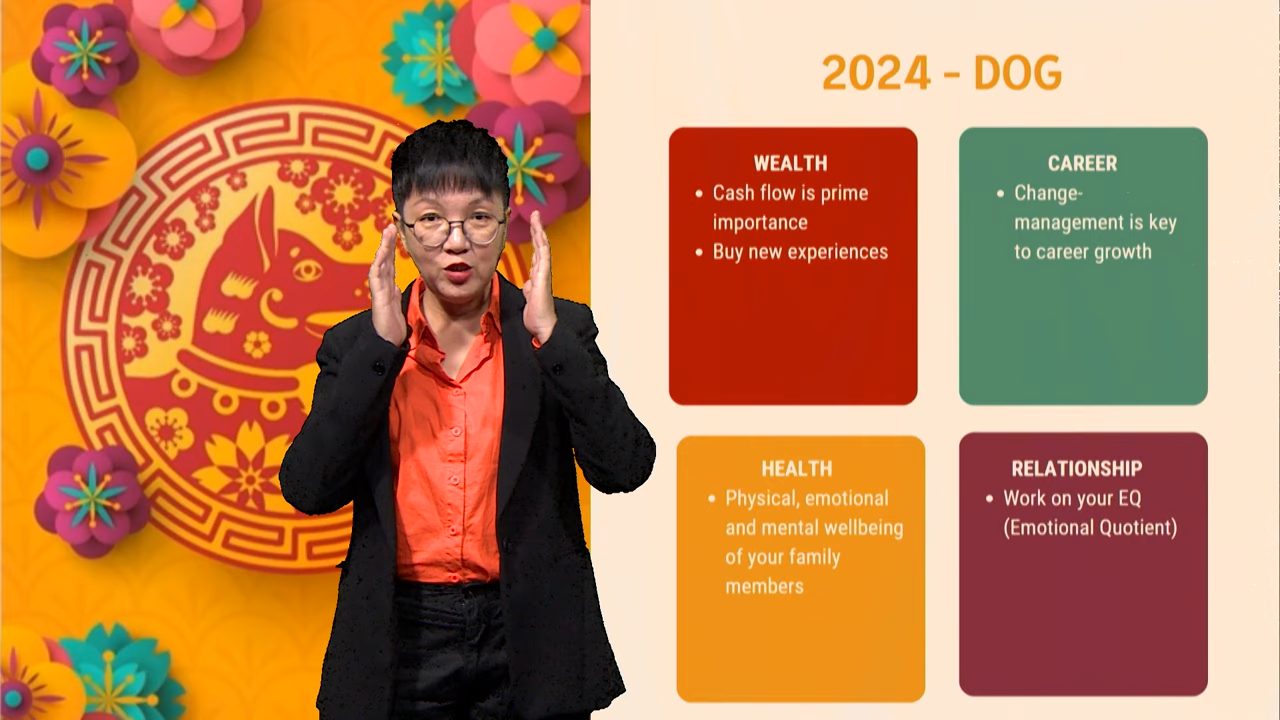 2024 - DOG
WEALTH
• Cash flow is prime
importance
• Buy new experiences
CAREER
• Change-
management is key
to career growth
HEALTH
• Physical, emotional
and mental wellbeing
of your family
members
RELATIONSHIP
• Work on your EQ
(Emotional Quotient)